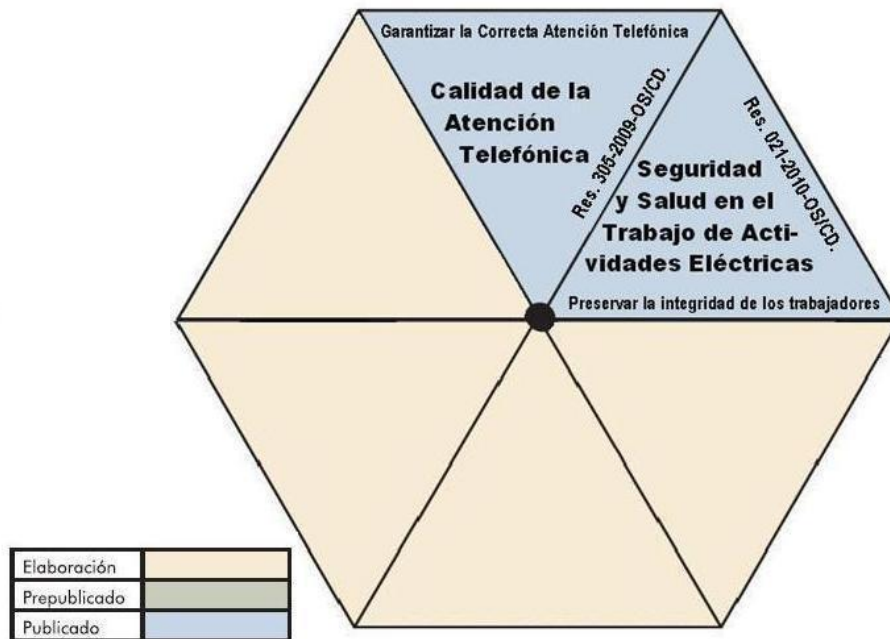 Garantizar la Correcta Atención Telefónica
Calidad de la
Atención
Telefónica
Res. 305-2009-OS/CD.
Res. 021-2010-OS/CD.
Seguridad
y Salud en el
Trabajo de Acti-
vidades Eléctricas
Preservar la integridad de los trabajadores
Elaboración
Prepublicado
Publicado